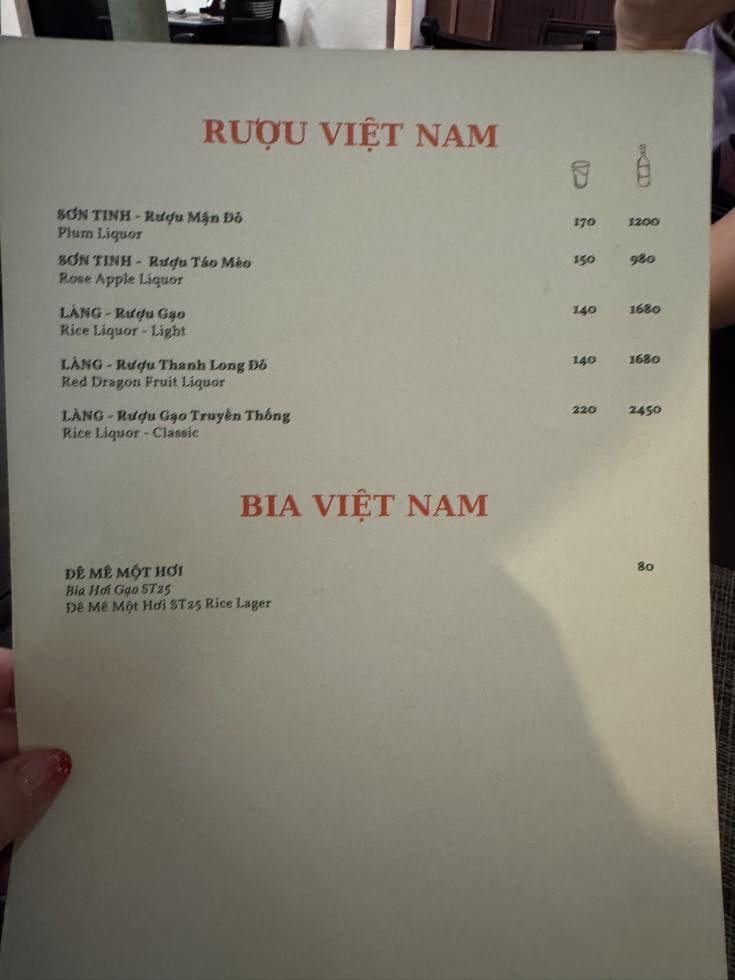 RƯỢU VIỆT NAM
SƠN TINH - Rượu Mận Đỏ 170 1200
Plum Liquor
SƠN TINH - Rượu Táo Mèo 150 980
Rose Apple Liquor
LÀNG - Rượu Gạo 140 1680
Rice Liquor - Light
LÀNG - Rượu Thanh Long Đỏ 140 1680
Red Dragon Fruit Liquor
LÀNG - Rượu Gạo Truyền Thống 220 2450
Rice Liquor - Classic
BIA VIỆT NAM
ĐÊ MÊ MỘT HƠI 80
Bia Hơi Gạo ST25
Đê Mê Một Hơi ST25 Rice Lager